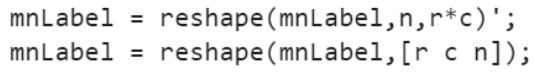 mnLabel = reshape(mnLabel,n,r*c)';
mnLabel = reshape(mnLabel,[r c n]);